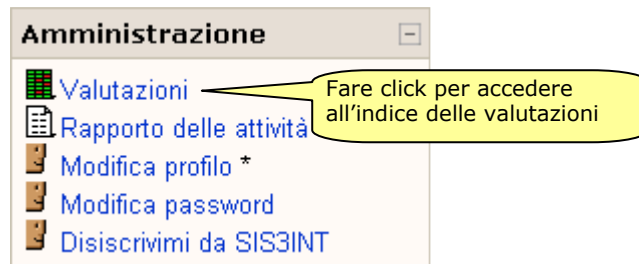 Amministrazione
Valutazioni
Fare click per accedere
all’indice delle valutazioni
Rapporto delle attività
Modifica profilo *
Modifica password
Disiscrivimi da SIS3INT